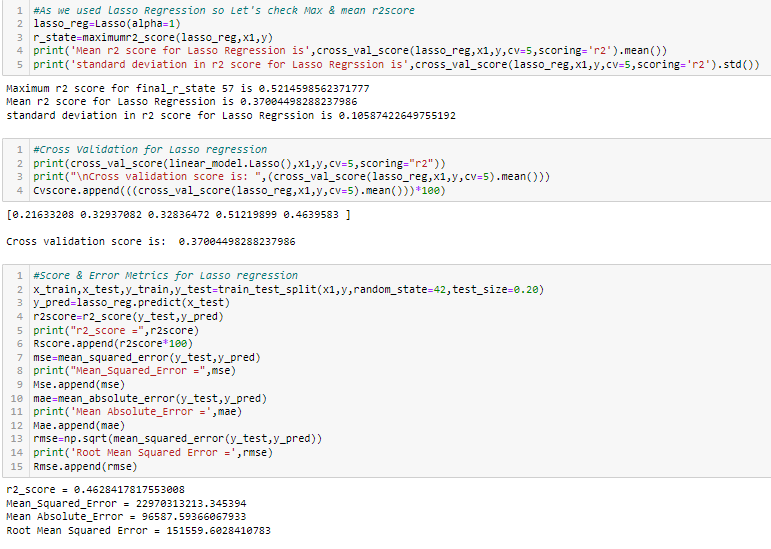 1 #As we used Lasso Regression so Let's check Max & mean r2score
2 lasso_reg=Lasso(alpha=1)
3 r_state=maximumr2_score(lasso_reg,x1,y)
4 print('Mean r2 score for Lasso Regression is',cross_val_score(lasso_reg,x1,y,cv=5,scoring='r2').mean())
5 print('standard deviation in r2 score for Lasso Regrssion is',cross_val_score(lasso_reg,x1,y,cv=5,scoring='r2').std())
Maximum r2 score for final_r_state 57 is 0.5214598562371777
Mean r2 score for Lasso Regression is 0.37004498288237986
standard deviation in r2 score for Lasso Regrssion is 0.10587422649755192
1 #Cross Validation for Lasso regression
2 print(cross_val_score(linear_model.Lasso(),x1,y,cv=5,scoring="r2"))
3 print("\nCross validation score is: ",(cross_val_score(lasso_reg,x1,y,cv=5).mean()))
4 Cvscore.append(((cross_val_score(lasso_reg,x1,y,cv=5).mean()))*100)
[0.21633208 0.32937082 0.32836472 0.51219899 0.4639583 ]
Cross validation score is:  0.37004498288237986
1 #Score & Error Metrics for Lasso regression
2 x_train,x_test,y_train,y_test=train_test_split(x1,y,random_state=42,test_size=0.20)
3 y_pred=lasso_reg.predict(x_test)
4 r2score=r2_score(y_test,y_pred)
5 print("r2_score =",r2score)
6 Rscore.append(r2score*100)
7 mse=mean_squared_error(y_test,y_pred)
8 print("Mean_Squared_Error =",mse)
9 Mse.append(mse)
10 mae=mean_absolute_error(y_test,y_pred)
11 print('Mean Absolute_Error =',mae)
12 Mae.append(mae)
13 rmse=np.sqrt(mean_squared_error(y_test,y_pred))
14 print('Root Mean Squared Error =',rmse)
15 Rmse.append(rmse)
r2_score = 0.4628417817553008
Mean_Squared_Error = 22970313213.345394
Mean Absolute_Error = 96587.59366067933
Root Mean Squared Error = 151559.6028410783